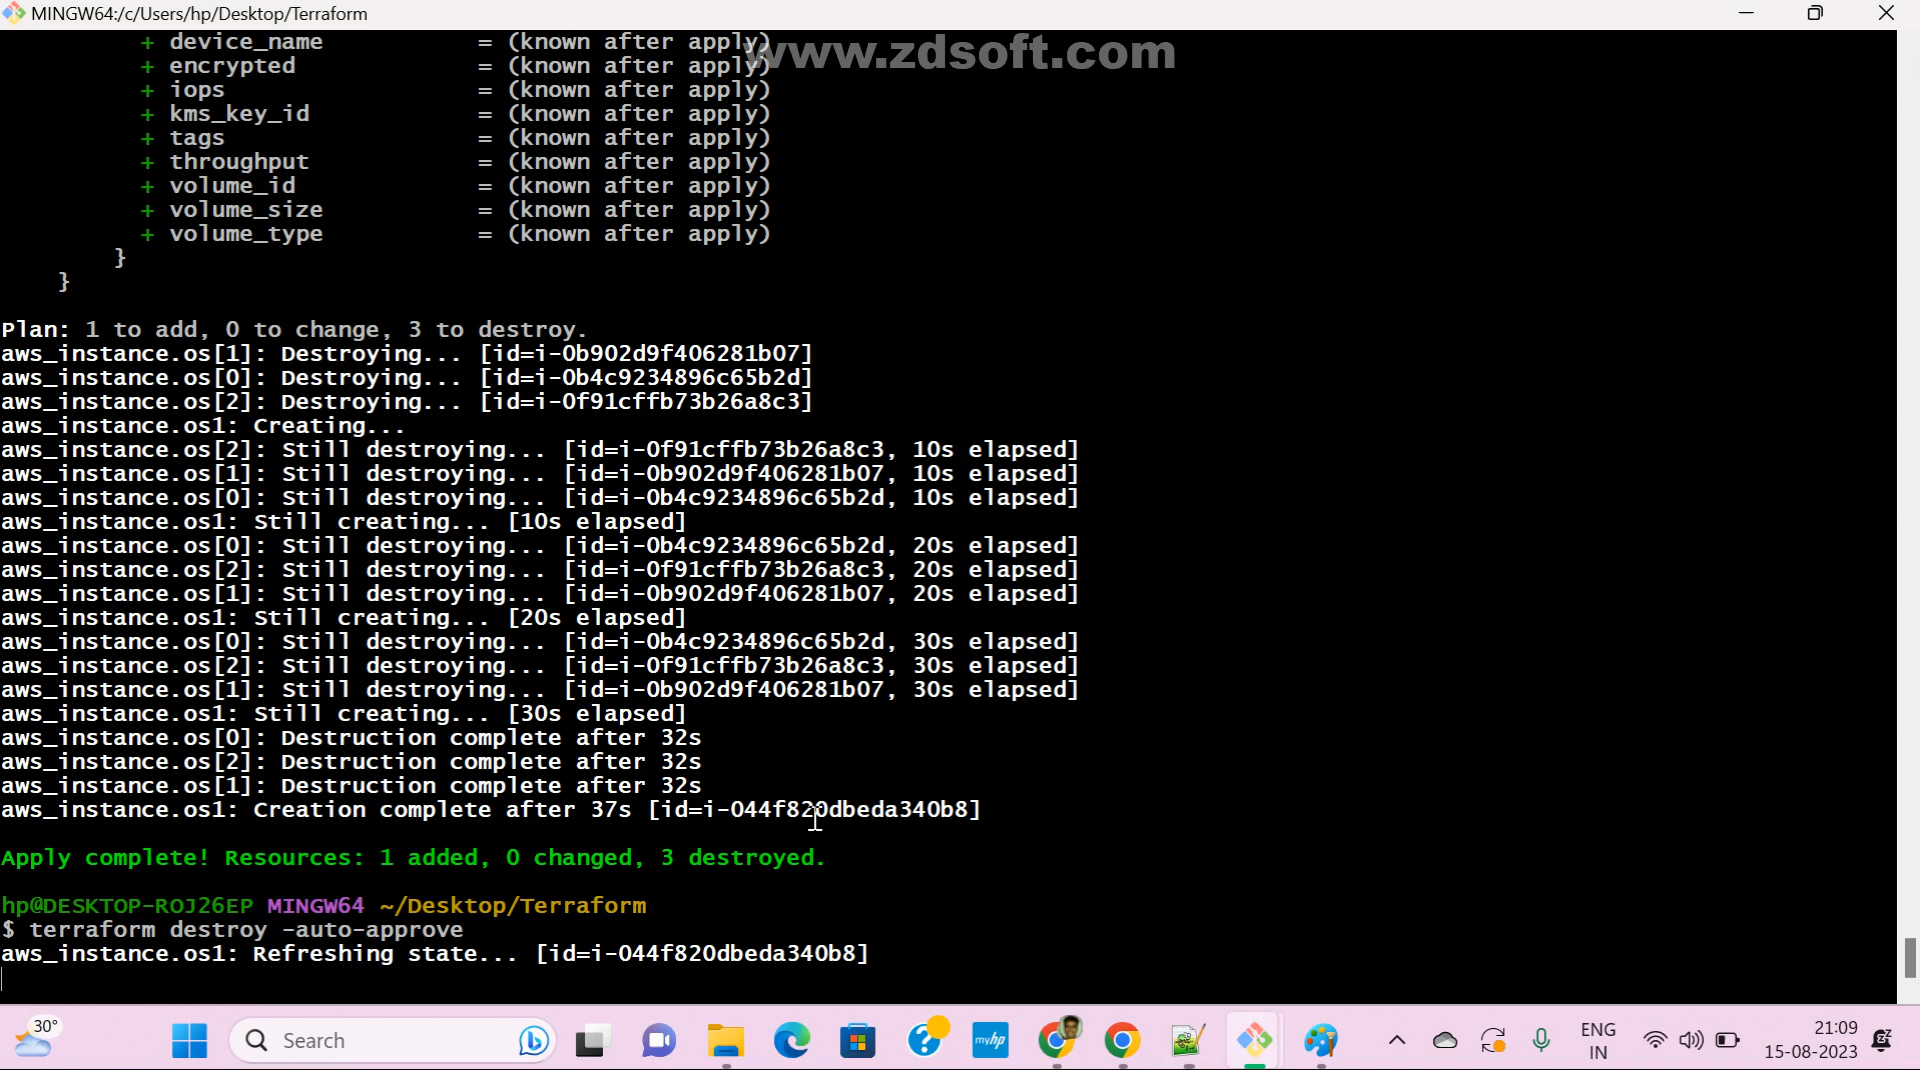 MINGW64:/c/Users/hp/Desktop/Terraform
www.zdsoft.com
+ device_name = (known after apply)
+ encrypted = (known after apply)
+ iops = (known after apply)
+ kms_key_id = (known after apply)
+ tags = (known after apply)
+ throughput = (known after apply)
+ volume_id = (known after apply)
+ volume_size = (known after apply)
+ volume_type = (known after apply)
}
}
Plan: 1 to add, 0 to change, 3 to destroy.
aws_instance.os[1]: Destroying... [id=i-0b902d9f406281b07]
aws_instance.os[0]: Destroying... [id=i-0b4c9234896c65b2d]
aws_instance.os[2]: Destroying... [id=i-0f91cffb73b26a8c3]
aws_instance.os1: Creating...
aws_instance.os[2]: Still destroying... [id=i-0f91cffb73b26a8c3, 10s elapsed]
aws_instance.os[1]: Still destroying... [id=i-0b902d9f406281b07, 10s elapsed]
aws_instance.os[0]: Still destroying... [id=i-0b4c9234896c65b2d, 10s elapsed]
aws_instance.os1: Still creating... [10s elapsed]
aws_instance.os[0]: Still destroying... [id=i-0b4c9234896c65b2d, 20s elapsed]
aws_instance.os[2]: Still destroying... [id=i-0f91cffb73b26a8c3, 20s elapsed]
aws_instance.os[1]: Still destroying... [id=i-0b902d9f406281b07, 20s elapsed]
aws_instance.os1: Still creating... [20s elapsed]
aws_instance.os[0]: Still destroying... [id=i-0b4c9234896c65b2d, 30s elapsed]
aws_instance.os[2]: Still destroying... [id=i-0f91cffb73b26a8c3, 30s elapsed]
aws_instance.os[1]: Still destroying... [id=i-0b902d9f406281b07, 30s elapsed]
aws_instance.os1: Still creating... [30s elapsed]
aws_instance.os[0]: Destruction complete after 32s
aws_instance.os[2]: Destruction complete after 32s
aws_instance.os[1]: Destruction complete after 32s
aws_instance.os1: Creation complete after 37s [id=i-044f820dbeda340b8]
Apply complete! Resources: 1 added, 0 changed, 3 destroyed.
hp@DESKTOP-ROJ26EP MINGW64 ~/Desktop/Terraform
$ terraform destroy -auto-approve
aws_instance.os1: Refreshing state... [id=i-044f820dbeda340b8]
30°
Search
myhp
ENG
IN
21:09
15-08-2023